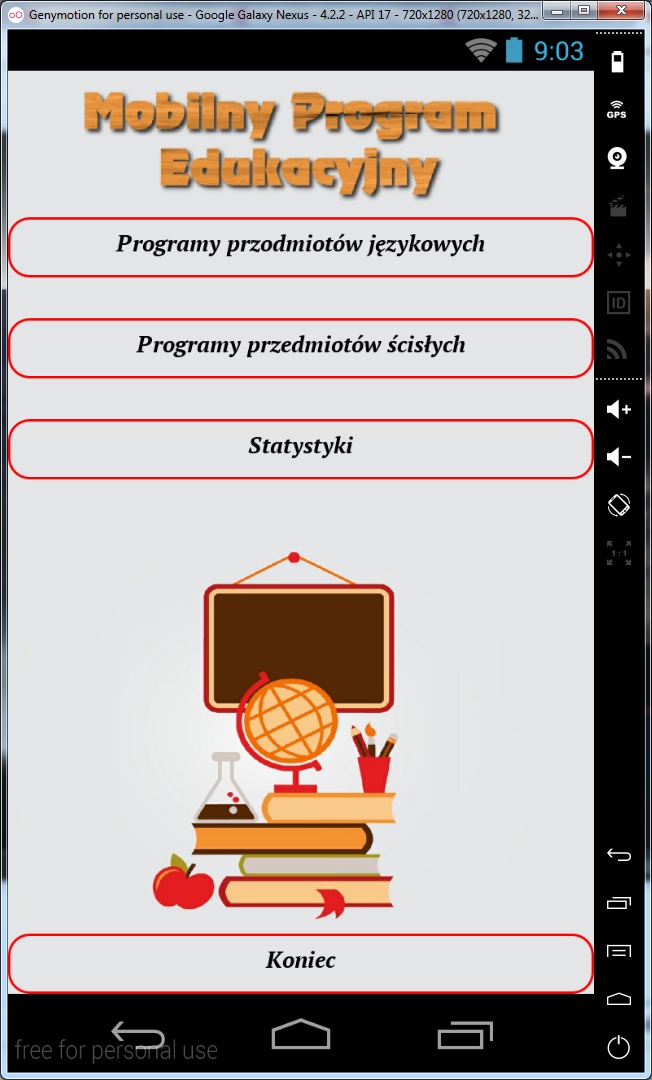 Genymotion for personal use - Google Galaxy Nexus - 4.2.2 - API 17 - 720x1280 (720x1280, 32...
9:03
GPS
Mobilny Program
Edukacyjny
Programy przodmiotów językowych
ID
Programy przedmiotów ścisłych
Statystyki
1:1
Koniec
free for personal use